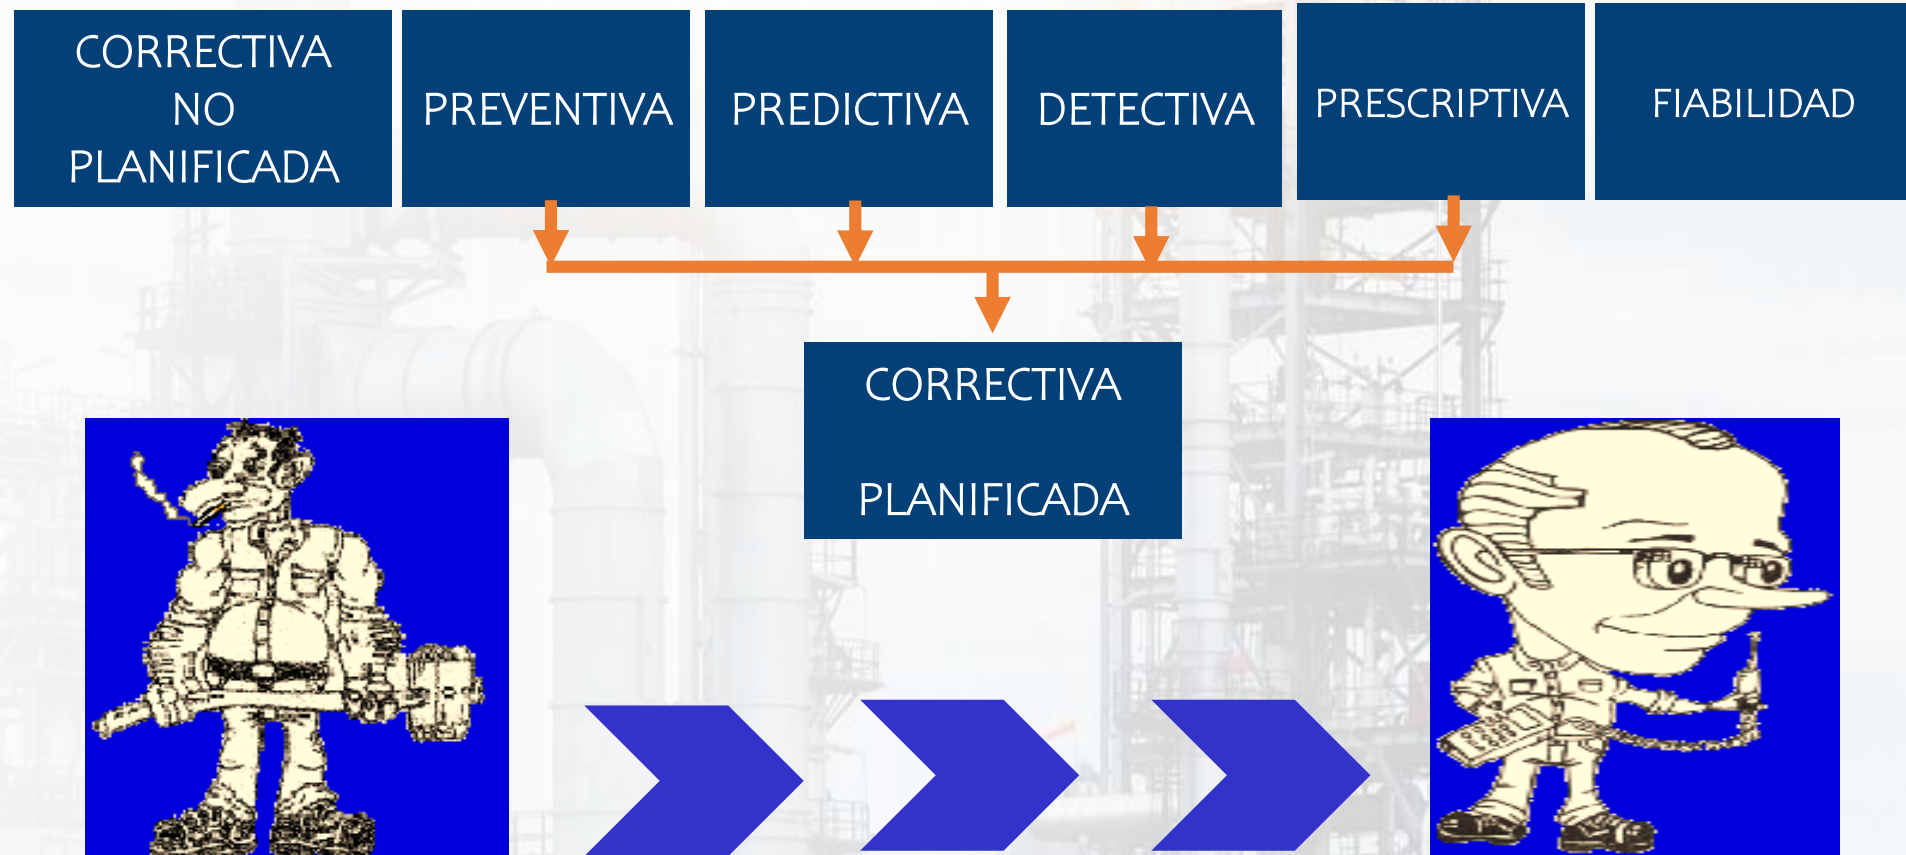 CORRECTIVA
NO
PLANIFICADA
PREVENTIVA
PREDICTIVA
DETECTIVA
PRESCRIPTIVA
FIABILIDAD
CORRECTIVA
PLANIFICADA